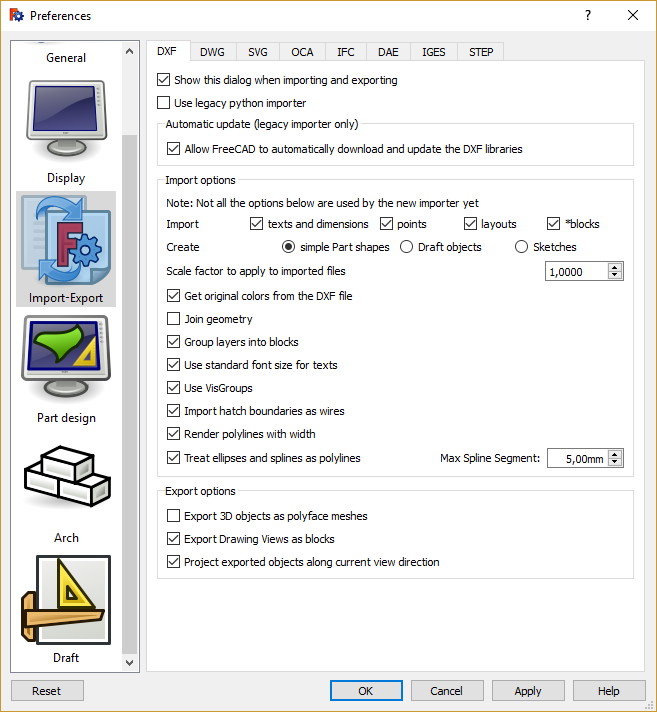 Preferences
?
General
Display
Import-Export
Part design
Arch
Draft
DXF DWG SVG OCA IFC DAE IGES STEP
Show this dialog when importing and exporting
Use legacy python importer
Automatic update (legacy importer only)
Allow FreeCAD to automatically download and update the DXF libraries
Import options
Note: Not all the options below are used by the new importer yet
Import texts and dimensions points layouts *blocks
Create simple Part shapes Draft objects Sketches
Scale factor to apply to imported files 1,0000
Get original colors from the DXF file
Join geometry
Group layers into blocks
Use standard font size for texts
Use VisGroups
Import hatch boundaries as wires
Render polylines with width
Treat ellipses and splines as polylines Max Spline Segment: 5,00mm
Export options
Export 3D objects as polyface meshes
Export Drawing Views as blocks
Project exported objects along current view direction
Reset OK Cancel Apply Help